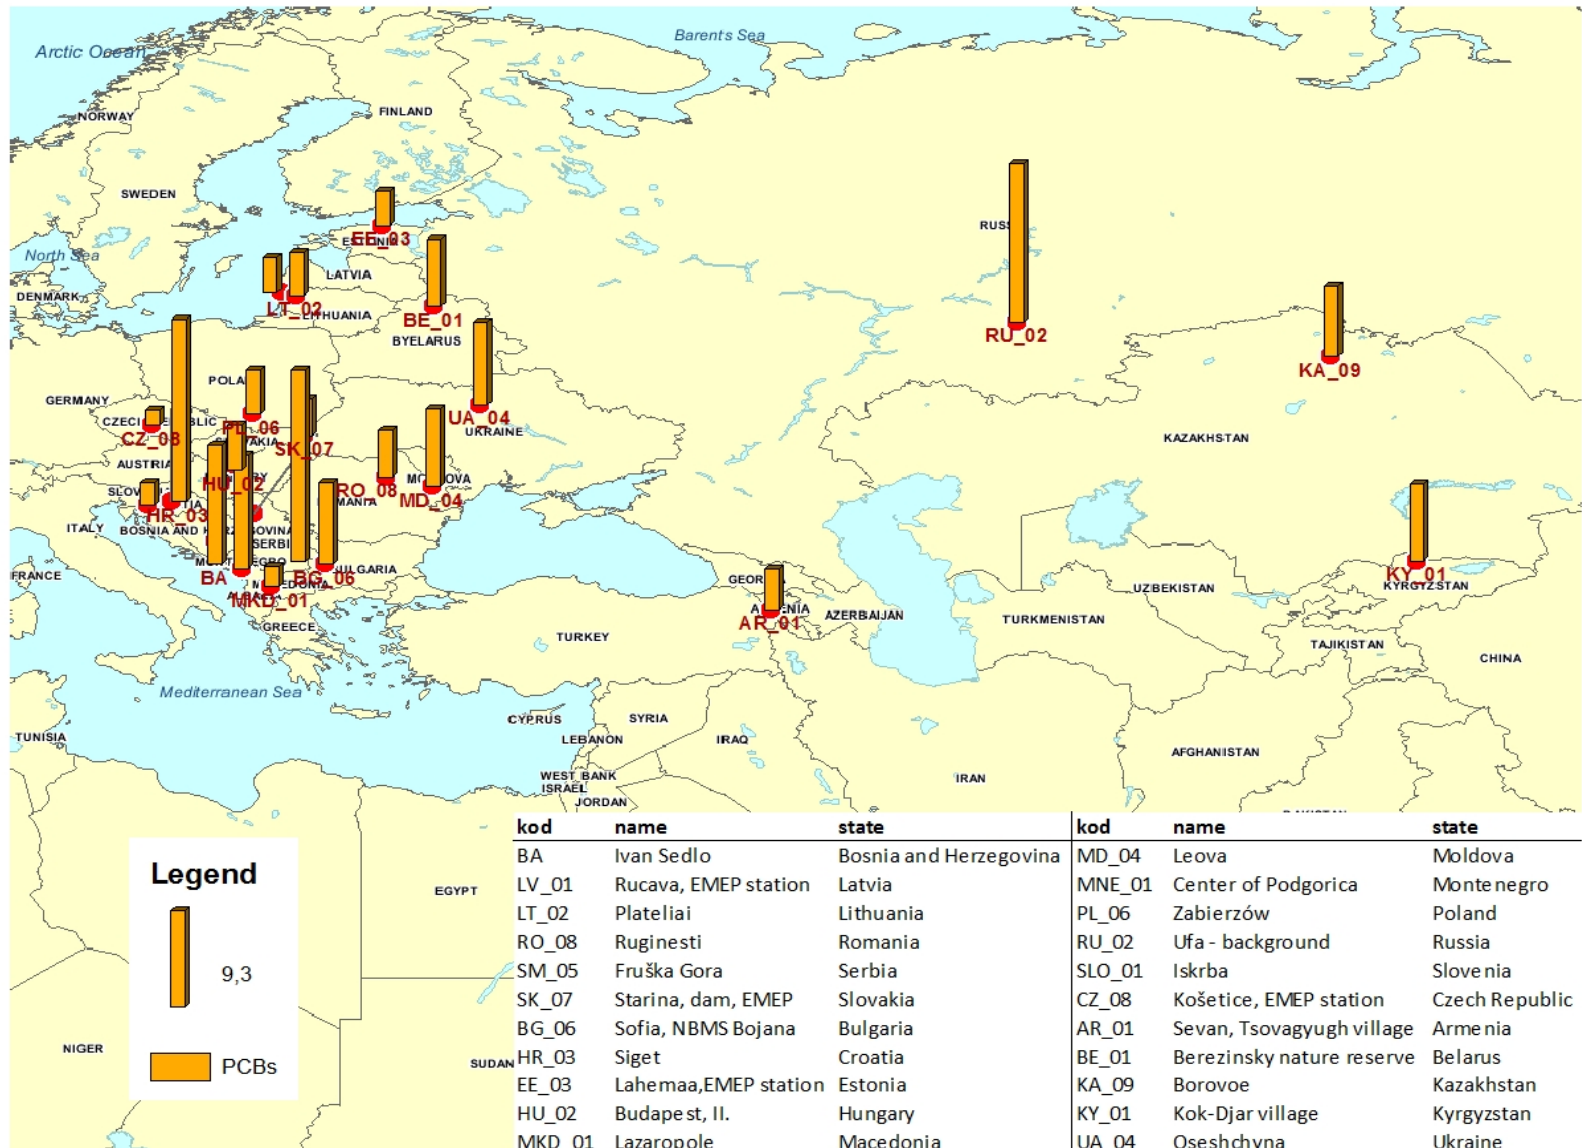 Arctic Ocean
Barent's Sea
NORWAY
FINLAND
SWEDEN
RUSS
EE_03
North Sea
LATVIA
DENMARK
LT_02
LITHUANIA
BE_01
BYELARUS
RU_02
KA_09
POLA
GERMANY
CZECH REPUBLIC
CZ_08
PL_06
UA_04
UKRAINE
SK_07
KAZAKHSTAN
AUSTRIA
HU_02
RO_08
MD_04
HR_03
ITALY
BOSNIA AND HERZEGOVINA
SERBI
BA
BG_06
BULGARIA
MKD_01
FRANCE
GREECE
GEORGIA
ARMENIA
AR_01
AZERBAIJAN
KY_01
KYRGYZSTAN
UZBEKISTAN
TURKMENISTAN
TAJIKISTAN
CHINA
TURKEY
Mediterranean Sea
CYPRUS
SYRIA
LEBANON
IRAQ
TUNISIA
WEST BANK
ISRAEL
JORDAN
IRAN
AFGHANISTAN
EGYPT
NIGER
SUDAN
Legend
9,3
PCBs
kod name state kod name state
BA Ivan Sedlo Bosnia and Herzegovina MD_04 Leova Moldova
LV_01 Rucava, EMEP station Latvia MNE_01 Center of Podgorica Montenegro
LT_02 Plateliai Lithuania PL_06 Zabierzów Poland
RO_08 Ruginesti Romania RU_02 Ufa - background Russia
SM_05 Fruška Gora Serbia SLO_01 Iskrba Slovenia
SK_07 Starina, dam, EMEP Slovakia CZ_08 Košetice, EMEP station Czech Republic
BG_06 Sofia, NBMS Bojana Bulgaria AR_01 Sevan, Tsovagyugh village Armenia
HR_03 Siget Croatia BE_01 Berezinsky nature reserve Belarus
EE_03 Lahemaa,EMEP station Estonia KA_09 Borovoe Kazakhstan
HU_02 Budapest, II. Hungary KY_01 Kok-Djar village Kyrgyzstan
MKD_01 Lazaropole Macedonia UA_04 Oseshchyna Ukraine